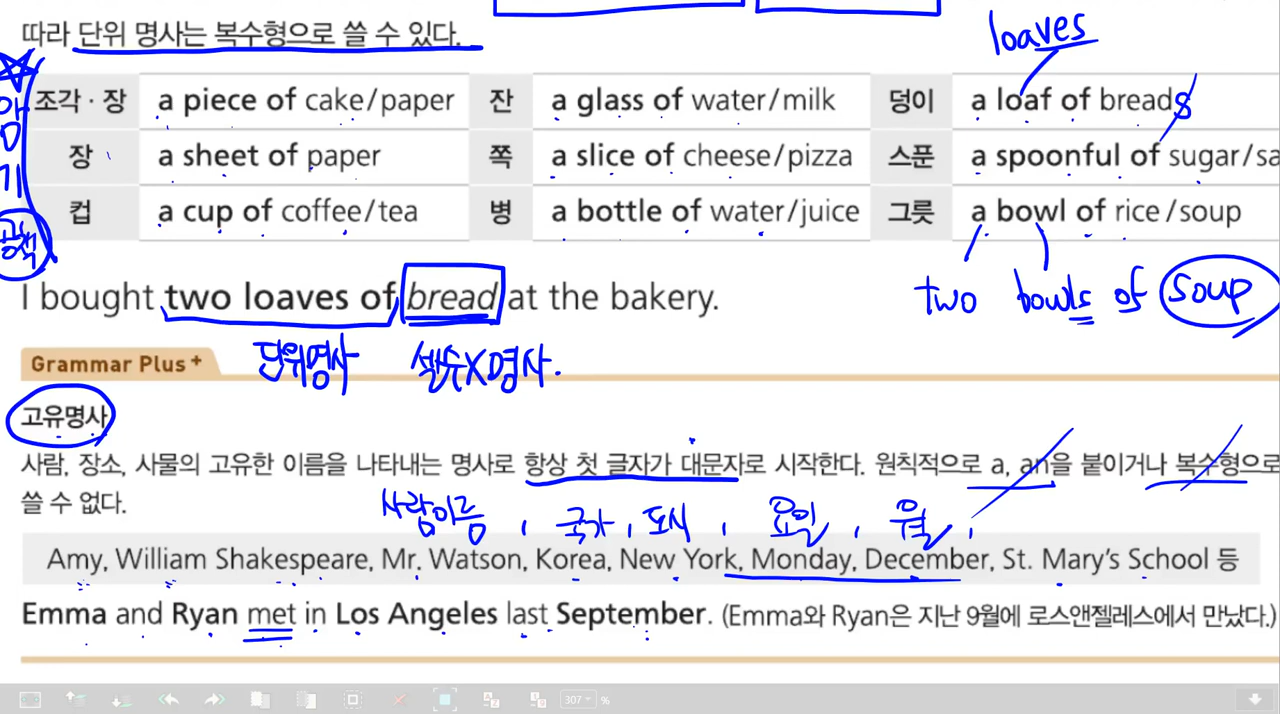 loaves
따라 단위 명사는 복수형으로 쓸 수 있다.
암기
공책
조각 · 장 a piece of cake/paper 잔 a glass of water/milk 덩이 a loaf of breads
장 a sheet of paper 쪽 a slice of cheese/pizza 스푼 a spoonful of sugar/sa
컵 a cup of coffee/tea 병 a bottle of water/juice 그릇 a bowl of rice/soup
I bought two loaves of bread at the bakery.
two bowls of soup
단위명사 셀수X명사.
Grammar Plus+
고유명사
사람, 장소, 사물의 고유한 이름을 나타내는 명사로 항상 첫 글자가 대문자로 시작한다. 원칙적으로 a, an을 붙이거나 복수형으로
쓸 수 없다.
사람이름, 국가, 도시, 요일, 월,
Amy, William Shakespeare, Mr. Watson, Korea, New York, Monday, December, St. Mary's School 등
Emma and Ryan met in Los Angeles last September. (Emma와 Ryan은 지난 9월에 로스앤젤레스에서 만났다.)
307 %